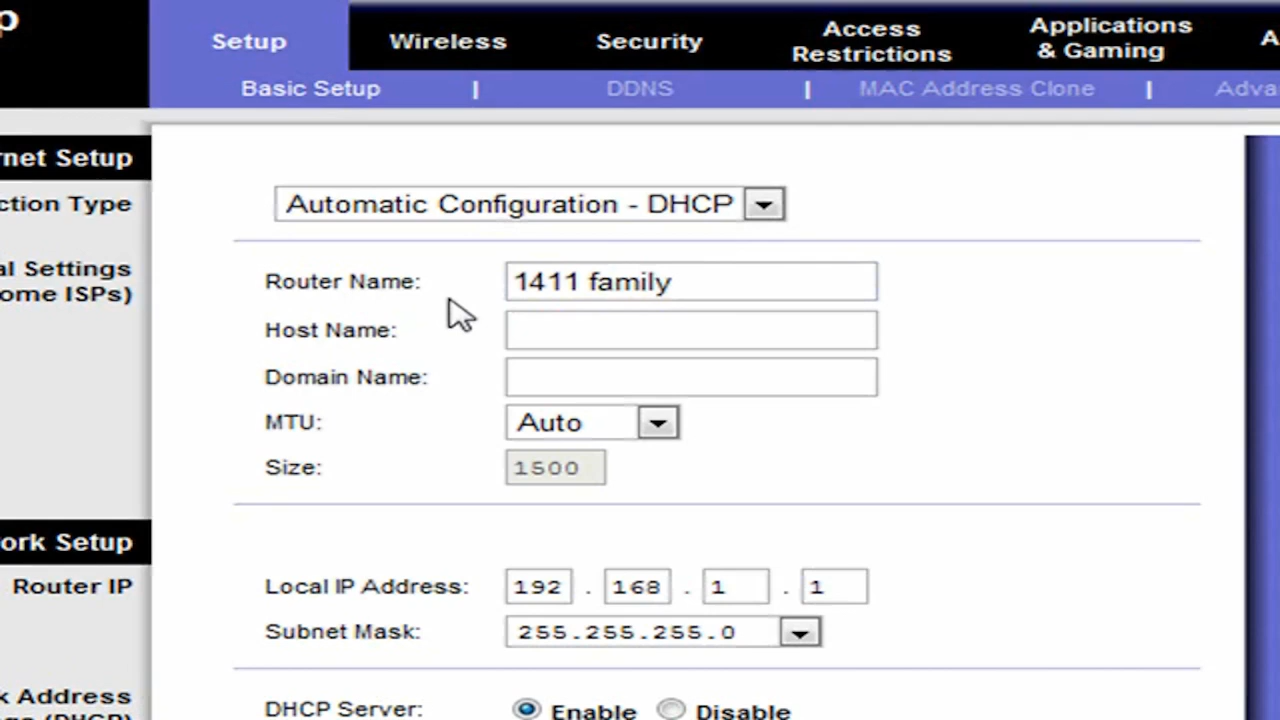 p
Setup Wireless Security Access Restrictions Applications & Gaming A
Basic Setup | DDNS | MAC Address Clone | Adva
rnet Setup
ction Type
Automatic Configuration - DHCP
al Settings
ome ISPs)
Router Name: 1411 family
Host Name:
Domain Name:
MTU: Auto
Size: 1500
ork Setup
Router IP
Local IP Address: 192 . 168 . 1 . 1
Subnet Mask: 255.255.255.0
k Address
DHCP Server: Enable Disable